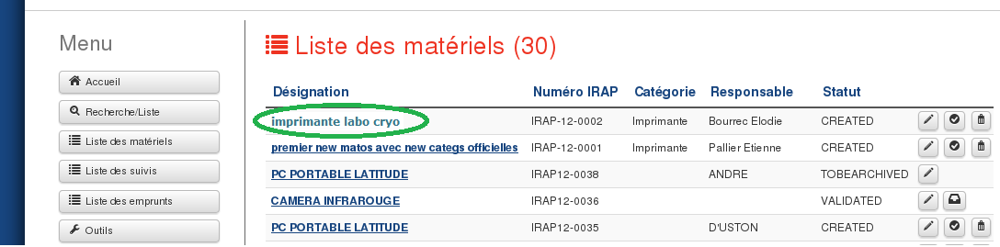 Menu
Accueil
Recherche/Liste
Liste des matériels
Liste des suivis
Liste des emprunts
Outils
Liste des matériels (30)
Désignation Numéro IRAP Catégorie Responsable Statut
imprimante labo cryo IRAP-12-0002 Imprimante Bourrec Elodie CREATED
premier new matos avec new categs officielles IRAP-12-0001 Imprimante Pallier Etienne CREATED
PC PORTABLE LATITUDE IRAP12-0038 ANDRE TOBEARCHIVED
CAMERA INFRAROUGE IRAP12-0036 VALIDATED
PC PORTABLE LATITUDE IRAP12-0035 D'USTON CREATED